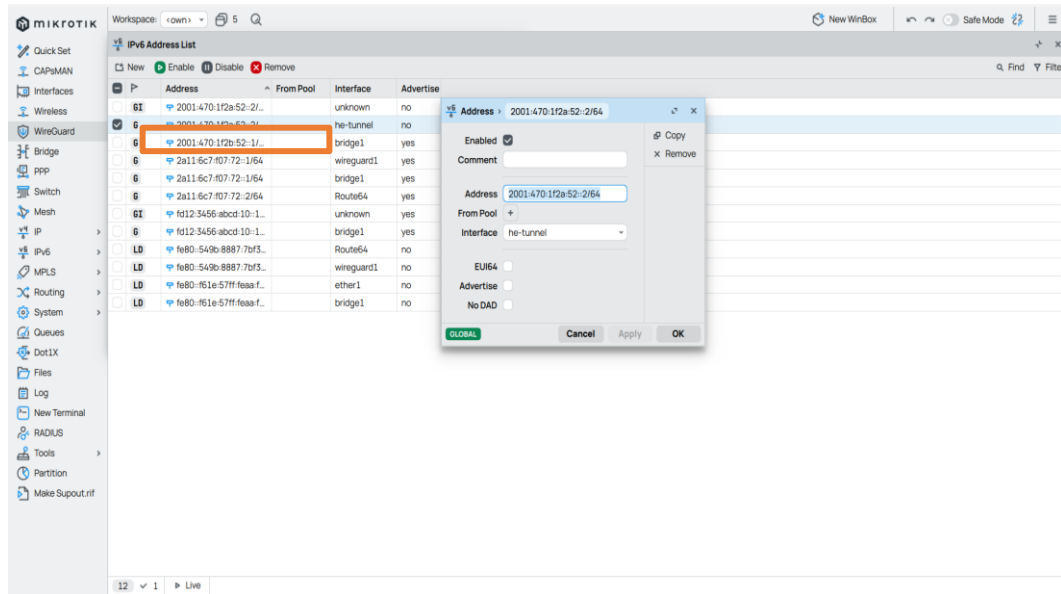 mikrotik Workspace: <own> 5 New WinBox Safe Mode
Quick Set
CAPsMAN
Interfaces
Wireless
WireGuard
Bridge
PPP
Switch
Mesh
IP
IPv6
MPLS
Routing
System
Queues
Dot1X
Files
Log
New Terminal
RADIUS
Tools
Partition
Make Supout.rif
IPv6 Address List
New Enable Disable Remove Find Filte
Address From Pool Interface Advertise
GI 2001:470:1f2a:52::2/... unknown no
G 2001:470:1f2a:52::2/ he-tunnel no
G 2001:470:1f2b:52::1/... bridge1 yes
G 2a11:6c7:f07:72::1/64 wireguard1 yes
G 2a11:6c7:f07:72::1/64 bridge1 yes
G 2a11:6c7:f07:72::2/64 Route64 yes
GI fd12:3456:abcd:10::1... unknown yes
G fd12:3456:abcd:10::1... bridge1 yes
LD fe80::549b:8887:7bf3... Route64 no
LD fe80::549b:8887:7bf3... wireguard1 no
LD fe80::f61e:57ff:feaa:f... ether1 no
LD fe80::f61e:57ff:feaa:f... bridge1 no
Address > 2001:470:1f2a:52::2/64
Enabled
Comment
Address 2001:470:1f2a:52::2/64
From Pool +
Interface he-tunnel
EUI64
Advertise
No DAD
Copy
Remove
GLOBAL Cancel Apply OK
12 1 Live